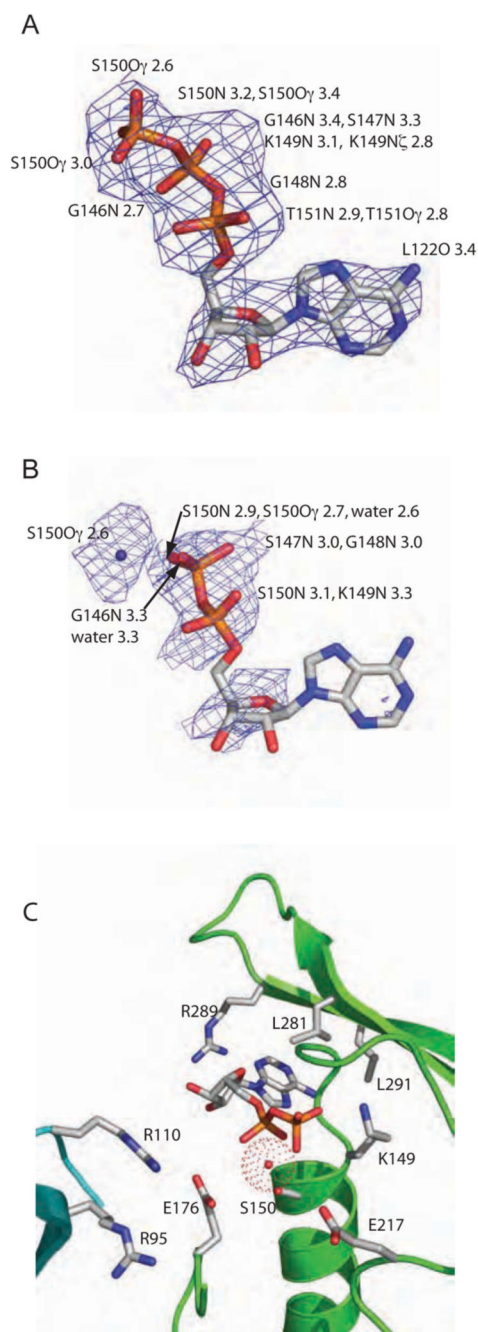 A
S150Oγ 2.6
S150N 3.2, S150Oγ 3.4
G146N 3.4, S147N 3.3
K149N 3.1, K149Nζ 2.8
S150Oγ 3.0
G148N 2.8
G146N 2.7
T151N 2.9, T151Oγ 2.8
L122O 3.4
B
S150N 2.9, S150Oγ 2.7, water 2.6
S150Oγ 2.6
S147N 3.0, G148N 3.0
S150N 3.1, K149N 3.3
G146N 3.3
water 3.3
C
R289
L281
L291
R110
K149
E176
S150
R95
E217